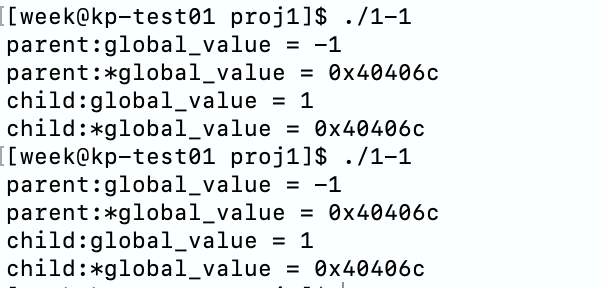 [[week@kp-test01 proj1]$ ./1-1
parent:global_value = -1
parent:*global_value = 0x40406c
child:global_value = 1
child:*global_value = 0x40406c
[[week@kp-test01 proj1]$ ./1-1
parent:global_value = -1
parent:*global_value = 0x40406c
child:global_value = 1
child:*global_value = 0x40406c